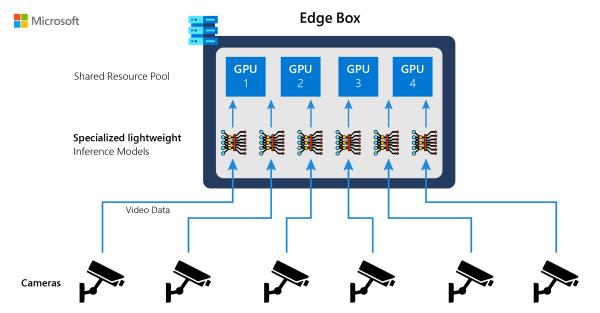 Microsoft
Edge Box
Shared Resource Pool
GPU
1
GPU
2
GPU
3
GPU
4
Specialized lightweight
Inference Models
Video Data
Cameras